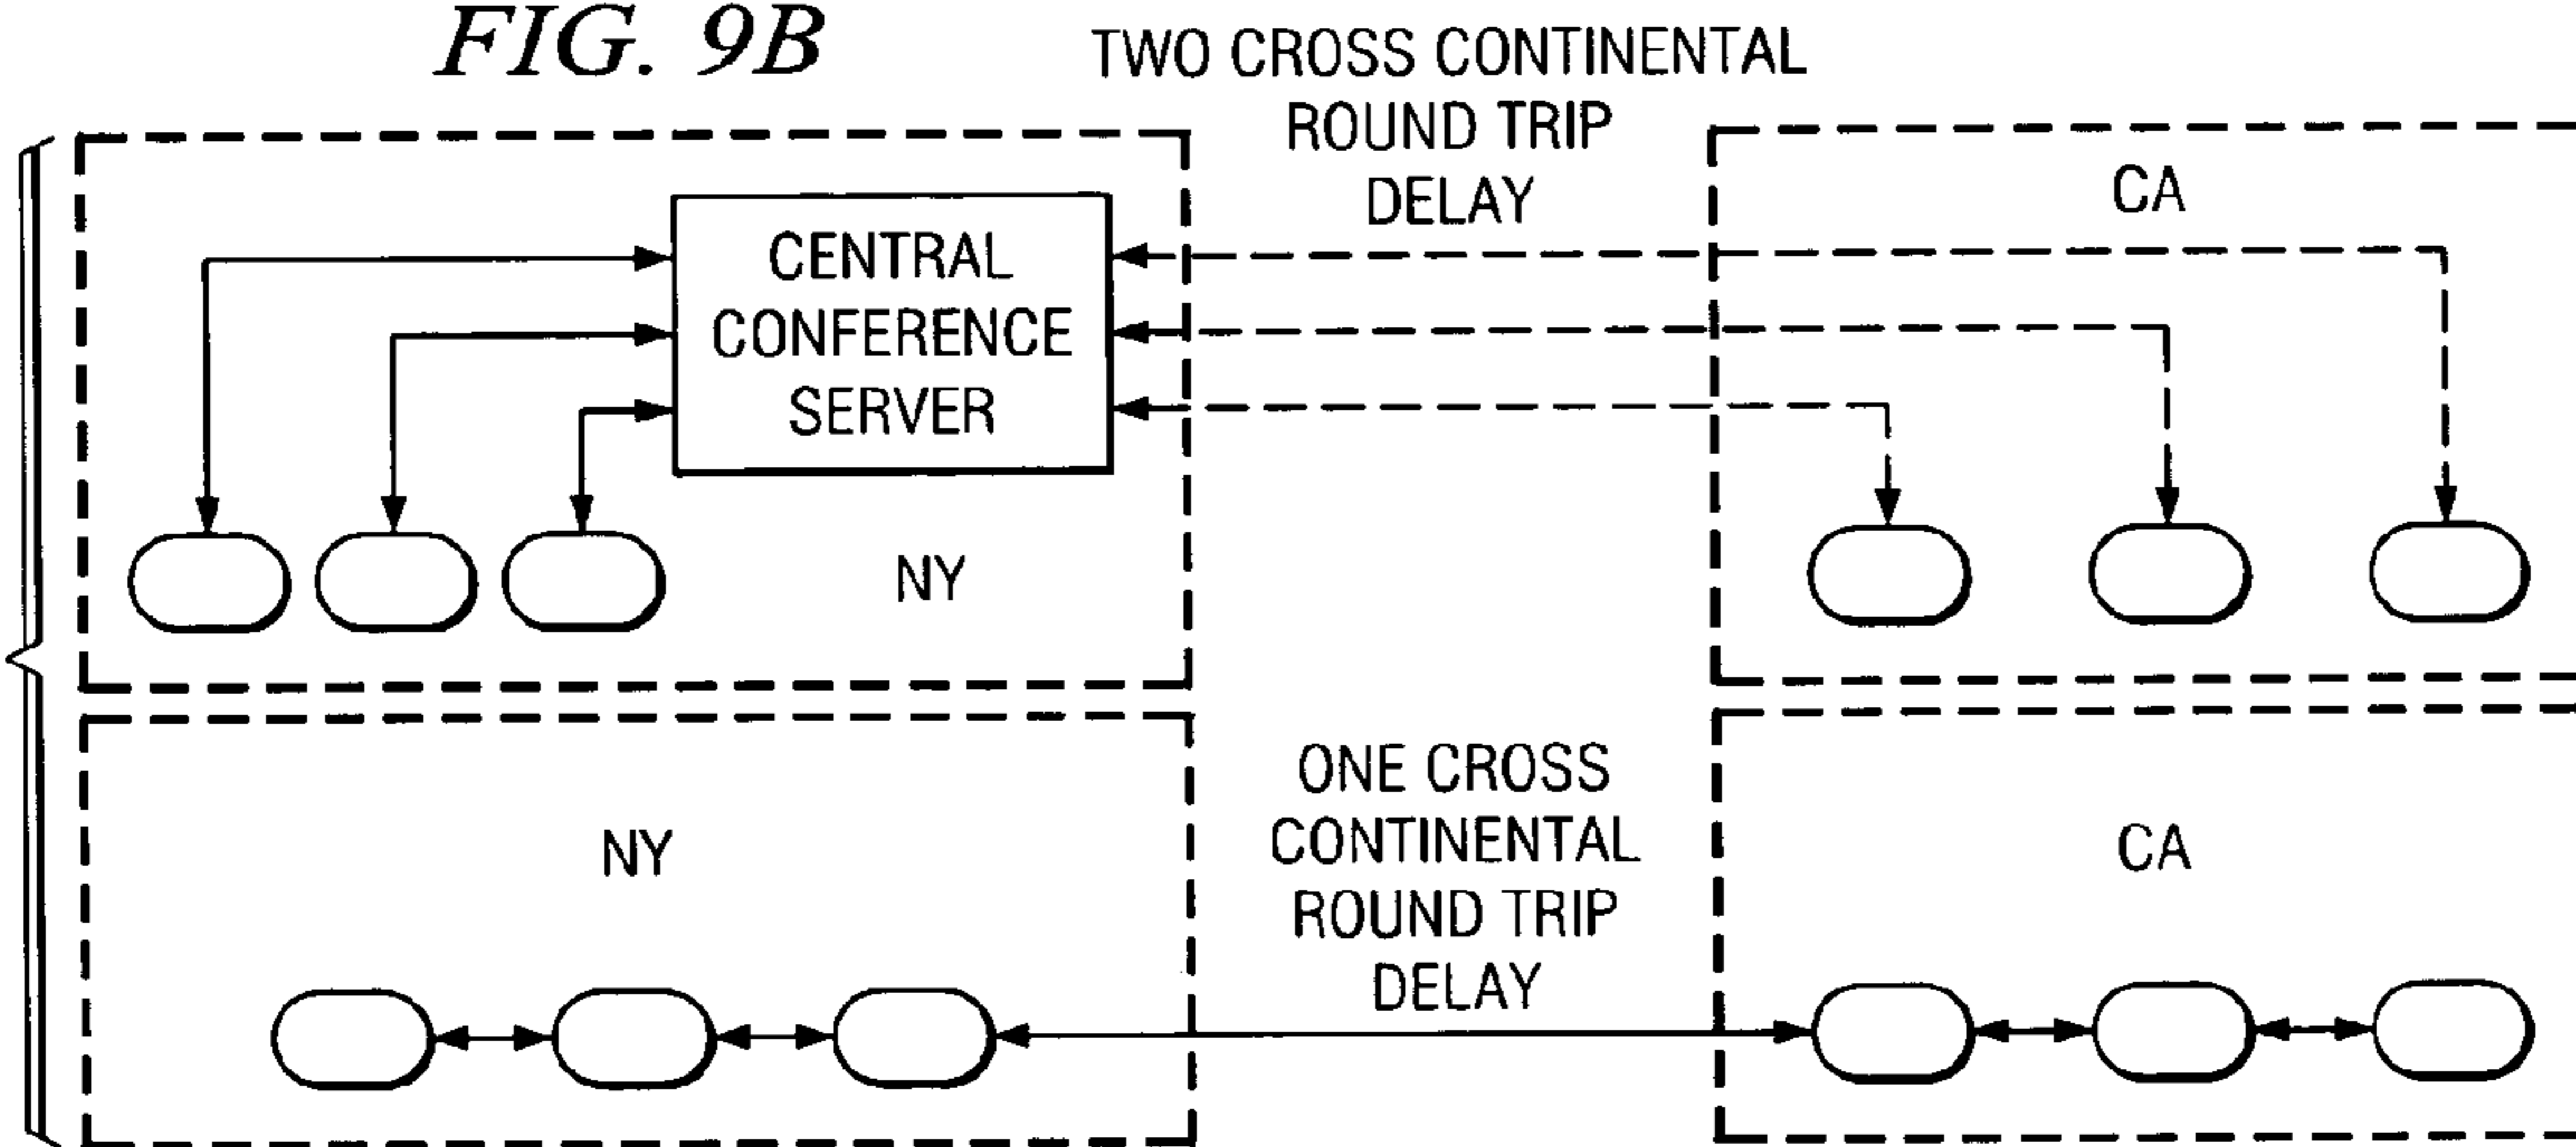 FIG. 9B
TWO CROSS CONTINENTAL
ROUND TRIP
DELAY
CENTRAL
CONFERENCE
SERVER
NY
CA
ONE CROSS
CONTINENTAL
ROUND TRIP
DELAY
NY
CA